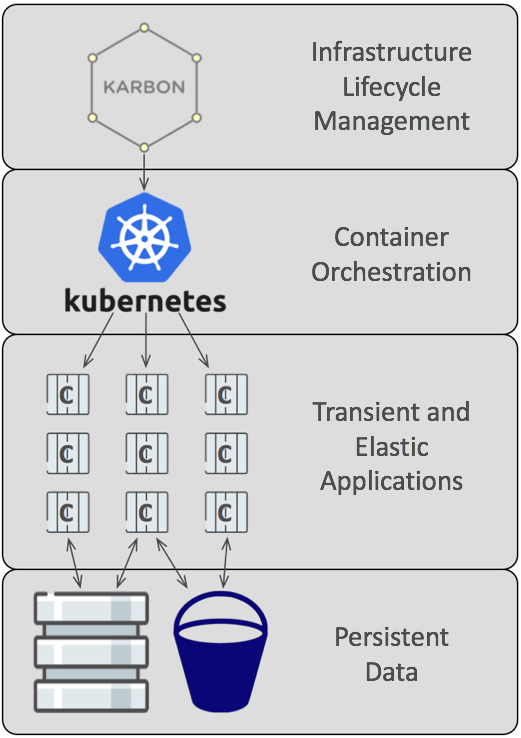 KARBON
Infrastructure
Lifecycle
Management
kubernetes
Container
Orchestration
C C C
C C C
C C C
Transient and
Elastic
Applications
Persistent
Data